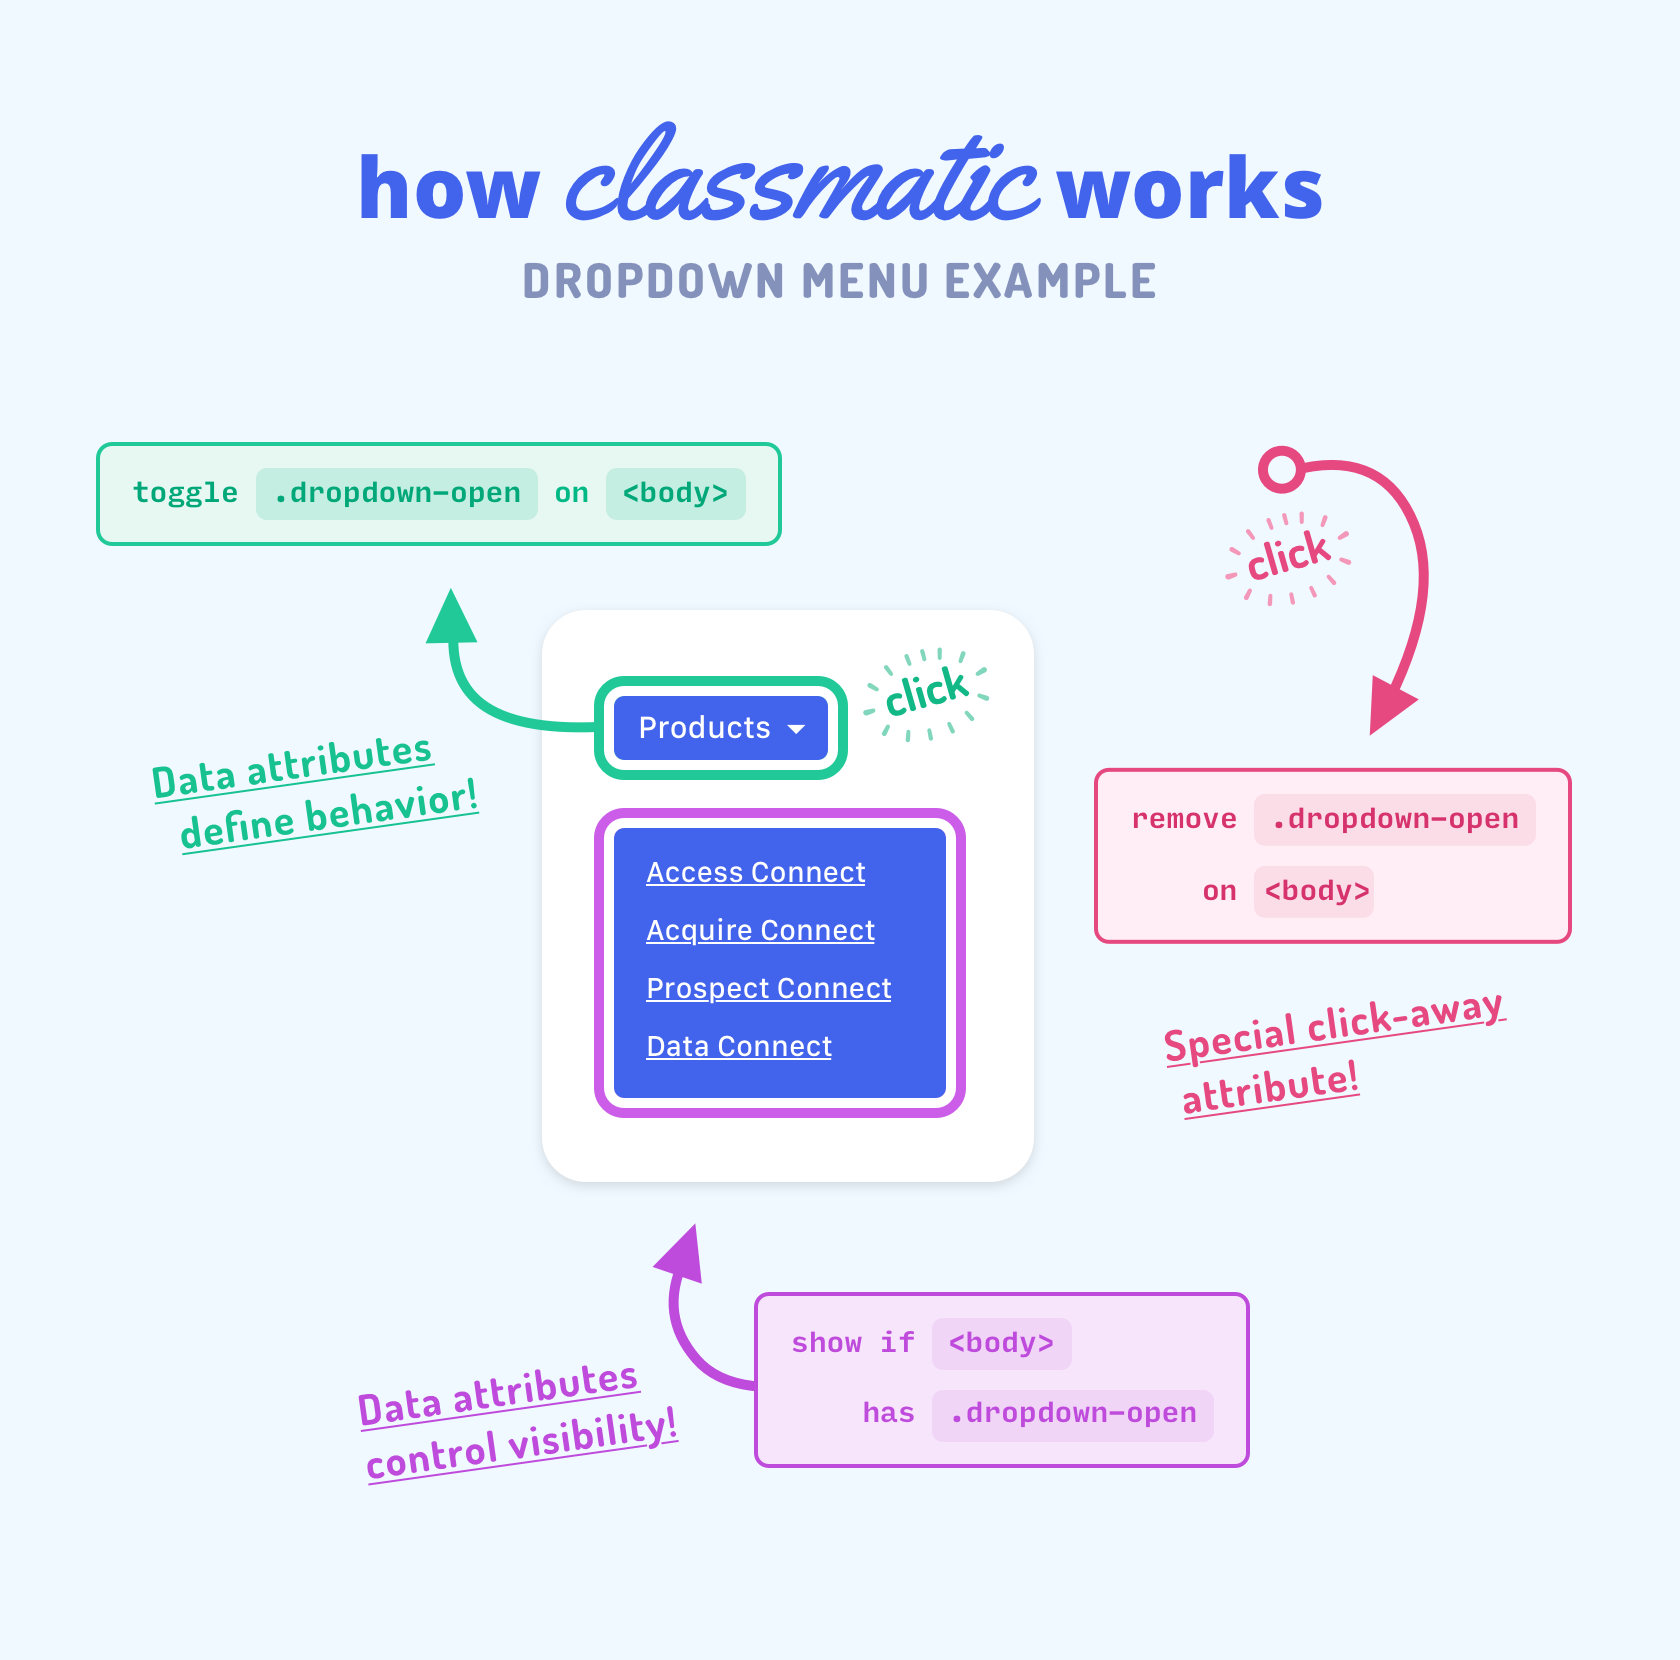 how classmatic works
DROPDOWN MENU EXAMPLE
toggle .dropdown-open on <body>
click
Products
click
Data attributes
define behavior!
Access Connect
Acquire Connect
Prospect Connect
Data Connect
remove .dropdown-open
on <body>
Special click-away
attribute!
show if <body>
has .dropdown-open
Data attributes
control visibility!